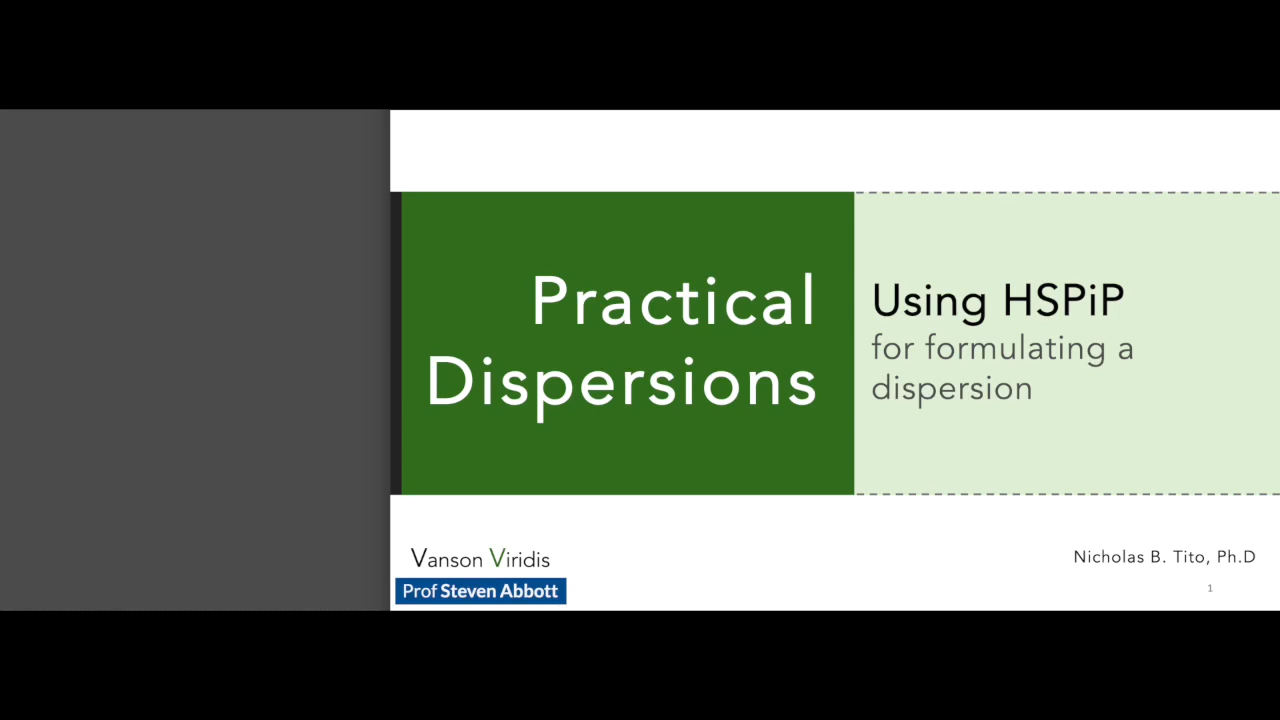 Practical
Dispersions
Using HSPiP
for formulating a
dispersion
Vanson Viridis
Prof Steven Abbott
Nicholas B. Tito, Ph.D
1